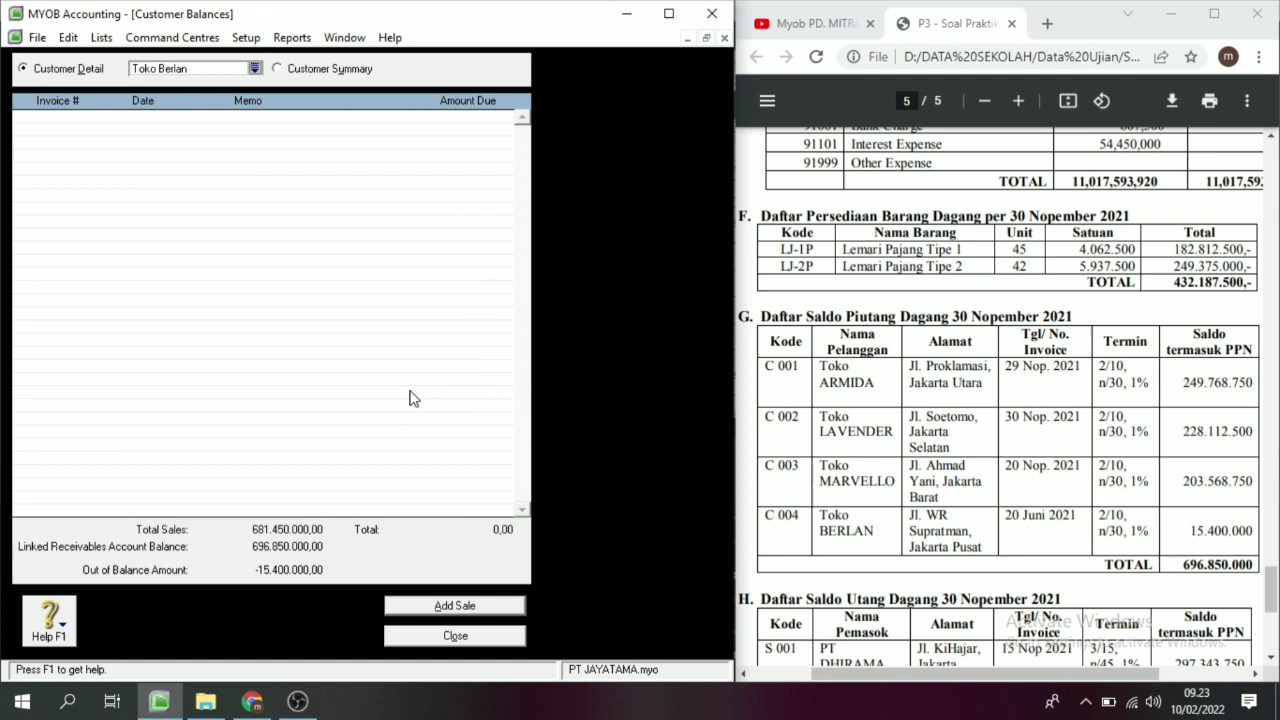 MYOB Accounting - [Customer Balances]
File Edit Lists Command Centres Setup Reports Window Help
Customer Detail Toko Berlan Customer Summary
Invoice # Date Memo Amount Due
Total Sales: 681.450.000,00 Total: 0,00
Linked Receivables Account Balance: 696.850.000,00
Out of Balance Amount: -15.400.000,00
Add Sale
Help F1
Close
Press F1 to get help. PT JAYATAMA.myo
Myob PD. MITR
P3 - Soal Praktik
File D:/DATA%20SEKOLAH/Data%20Ujian/S...
m
5 / 5
Bank Charge
91101 Interest Expense 54,450,000
91999 Other Expense
TOTAL 11,017,593,920 11,017,593
F. Daftar Persediaan Barang Dagang per 30 Nopember 2021
Kode Nama Barang Unit Satuan Total
LJ-1P Lemari Pajang Tipe 1 45 4.062.500 182.812.500,-
LJ-2P Lemari Pajang Tipe 2 42 5.937.500 249.375.000,-
TOTAL 432.187.500,-
G. Daftar Saldo Piutang Dagang 30 Nopember 2021
Kode Nama Pelanggan Alamat Tgl/ No. Invoice Termin Saldo termasuk PPN
C 001 Toko ARMIDA Jl. Proklamasi, Jakarta Utara 29 Nop. 2021 2/10, n/30, 1% 249.768.750
C 002 Toko LAVENDER Jl. Soetomo, Jakarta Selatan 30 Nop. 2021 2/10, n/30, 1% 228.112.500
C 003 Toko MARVELLO Jl. Ahmad Yani, Jakarta Barat 20 Nop. 2021 2/10, n/30, 1% 203.568.750
C 004 Toko BERLAN Jl. WR Supratman, Jakarta Pusat 20 Juni 2021 2/10, n/30, 1% 15.400.000
TOTAL 696.850.000
H. Daftar Saldo Utang Dagang 30 Nopember 2021
Kode Nama Pemasok Alamat Tgl/ No. Invoice Termin Saldo termasuk PPN
S 001 PT DHIRAMA Jl. KiHajar, Jakarta 15 Nop 2021 3/15, n/45, 1% 297.343.750
Activate Windows
09.23
10/02/2022